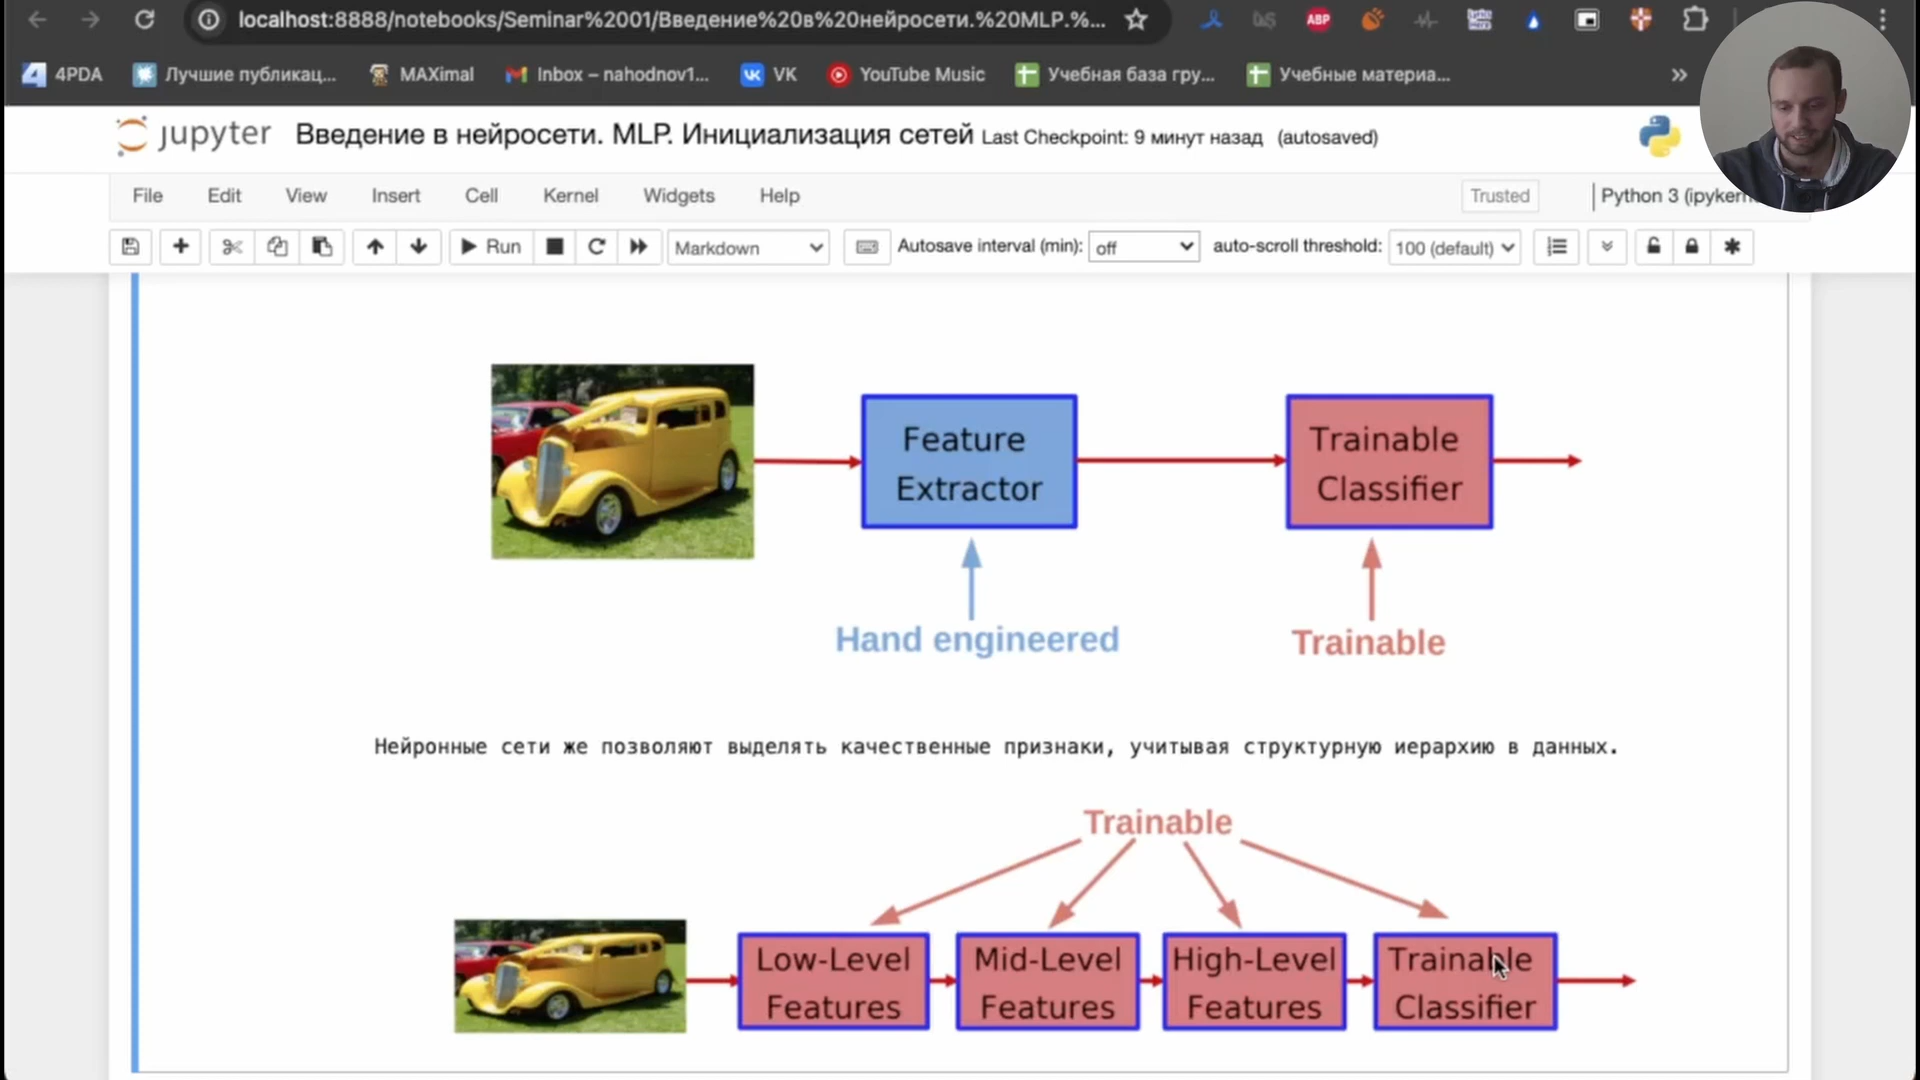 localhost:8888/notebooks/Seminar%2001/Введение%20в%20нейросети.%20MLP.%...
ABP
4PDA
Лучшие публикац...
MAXimal
Inbox – nahodnov1...
VK
YouTube Music
Учебная база гру...
Учебные материа...
»
jupyter Введение в нейросети. MLP. Инициализация сетей Last Checkpoint: 9 минут назад (autosaved)
File Edit View Insert Cell Kernel Widgets Help Trusted Python 3 (ipykern
Run Markdown Autosave interval (min): off auto-scroll threshold: 100 (default)
Feature
Extractor
Trainable
Classifier
Hand engineered
Trainable
Нейронные сети же позволяют выделять качественные признаки, учитывая структурную иерархию в данных.
Trainable
Low-Level
Features
Mid-Level
Features
High-Level
Features
Trainable
Classifier